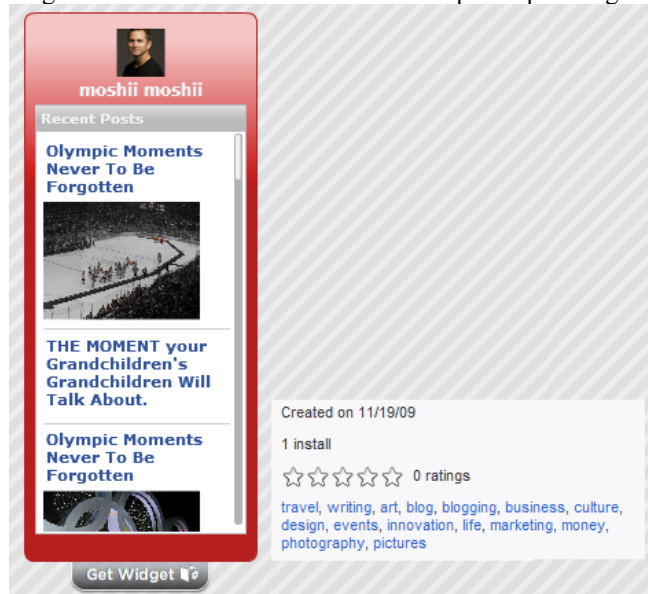 moshii moshii
Recent Posts
Olympic Moments
Never To Be
Forgotten
THE MOMENT your
Grandchildren's
Grandchildren Will
Talk About.
Olympic Moments
Never To Be
Forgotten
Get Widget
Created on 11/19/09
1 install
0 ratings
travel, writing, art, blog, blogging, business, culture,
design, events, innovation, life, marketing, money,
photography, pictures